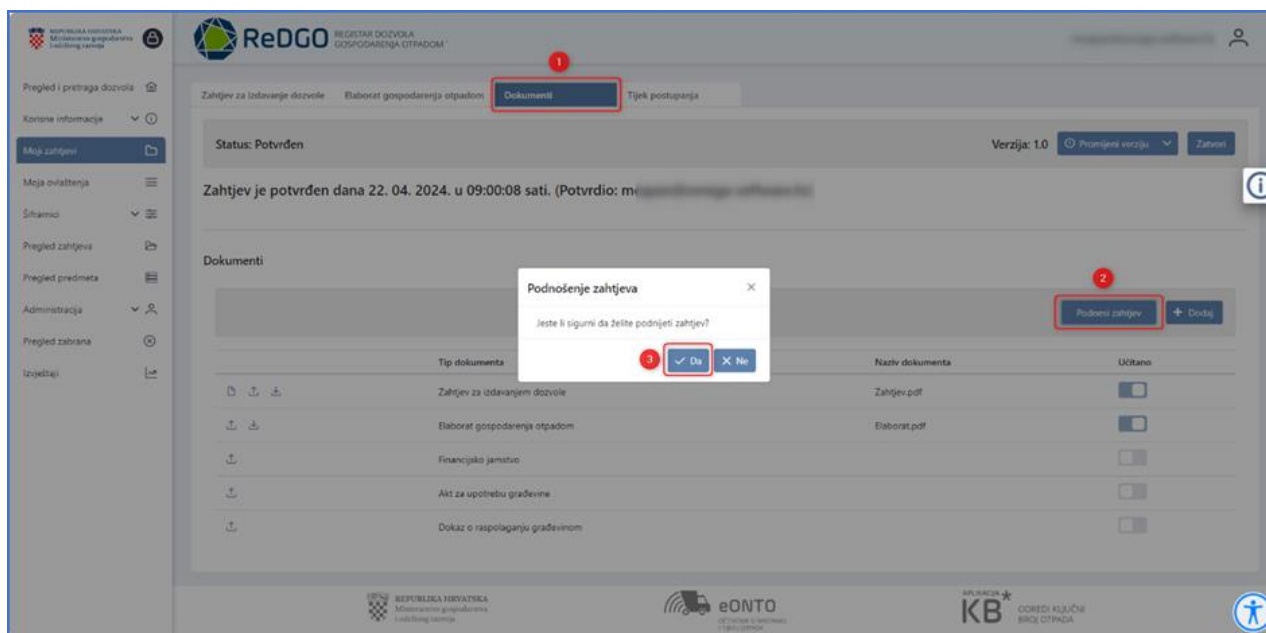 REPUBLIKA HRVATSKA
Ministarstvo gospodarstva
i održivog razvoja
ReDGO
REGISTAR DOZVOLA
GOSPODARENJA OTPADOM
1
Pregled i pretraga dozvola
Korisne informacije
Moji zahtjevi
Moja ovlaštenja
Šifarnici
Pregled zahtjeva
Pregled predmeta
Administracija
Pregled zabrana
Izvještaji
Zahtjev za izdavanje dozvole Elaborat gospodarenja otpadom Dokumenti Tijek postupanja
Status: Potvrđen Verzija: 1.0 Promijeni verziju Zatvori
Zahtjev je potvrđen dana 22. 04. 2024. u 09:00:08 sati. (Potvrdio:
Dokumenti
2
Podnesi zahtjev + Dodaj
Podnošenje zahtjeva
Jeste li sigurni da želite podnijeti zahtjev?
3 Da Ne
Tip dokumenta Naziv dokumenta Učitano
Zahtjev za izdavanjem dozvole Zahtjev.pdf
Elaborat gospodarenja otpadom Elaborat.pdf
Financijsko jamstvo
Akt za upotrebu građevine
Dokaz o raspolaganju građevinom
REPUBLIKA HRVATSKA
Ministarstvo gospodarstva
i održivog razvoja
eONTO
APLIKACIJA
KB*
ODREDI KLJUČNI
BROJ OTPADA